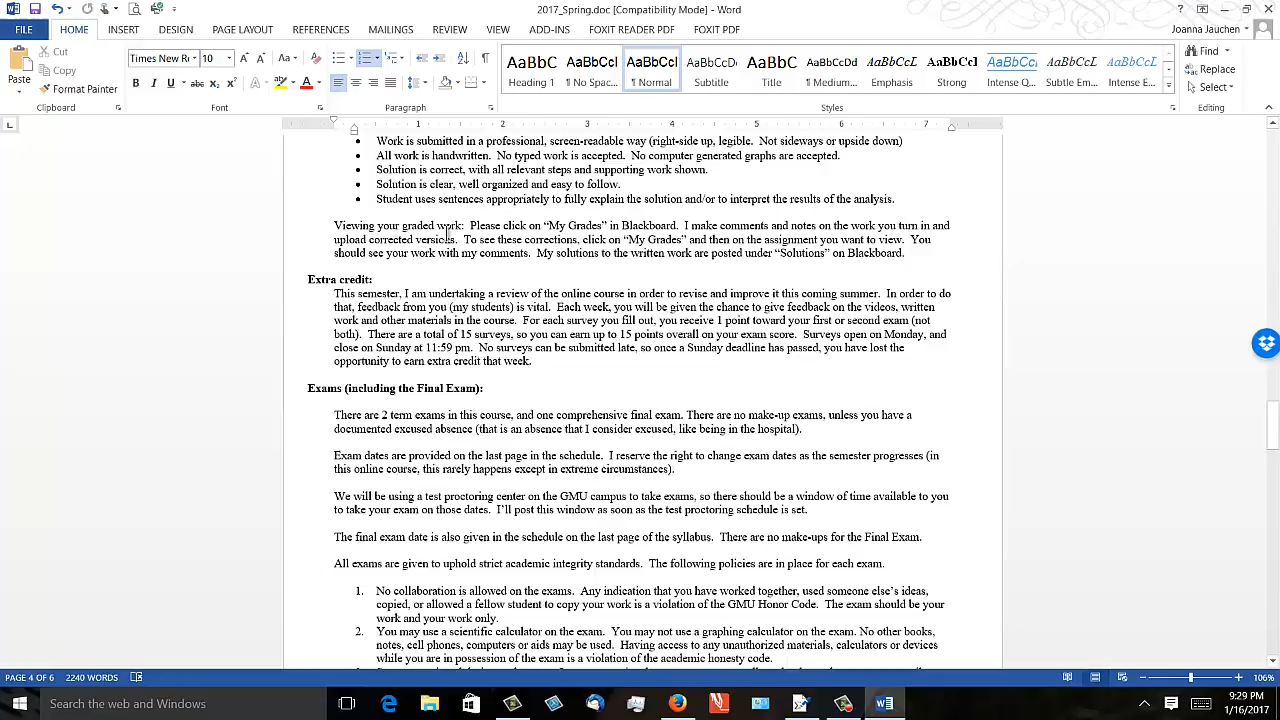 2017_Spring.doc [Compatibility Mode] - Word
FILE HOME INSERT DESIGN PAGE LAYOUT REFERENCES MAILINGS REVIEW VIEW ADD-INS FOXIT READER PDF FOXIT PDF Joanna Jauchen
Paste Cut Copy Format Painter
Times New Ro 10
AaBbC AaBbCcI AaBbCcI AaBbCcD AaBbC AaBbCcDd AaBbCcL AaBbCcl AaBbCcl, AaBbCcL AaBbCcL
Heading 1 ¶ No Spac... ¶ Normal Subtitle Title ¶ Medium... Emphasis Strong Intense Q... Subtle Em... Intense E...
Find Replace Select
Clipboard Font Paragraph Styles Editing
1 2 3 4 5 6 7
• Work is submitted in a professional, screen-readable way (right-side up, legible. Not sideways or upside down)
• All work is handwritten. No typed work is accepted. No computer generated graphs are accepted.
• Solution is correct, with all relevant steps and supporting work shown.
• Solution is clear, well organized and easy to follow.
• Student uses sentences appropriately to fully explain the solution and/or to interpret the results of the analysis.
Viewing your graded work: Please click on “My Grades” in Blackboard. I make comments and notes on the work you turn in and
upload corrected versions. To see these corrections, click on “My Grades” and then on the assignment you want to view. You
should see your work with my comments. My solutions to the written work are posted under “Solutions” on Blackboard.
Extra credit:
This semester, I am undertaking a review of the online course in order to revise and improve it this coming summer. In order to do
that, feedback from you (my students) is vital. Each week, you will be given the chance to give feedback on the videos, written
work and other materials in the course. For each survey you fill out, you receive 1 point toward your first or second exam (not
both). There are a total of 15 surveys, so you can earn up to 15 points overall on your exam score. Surveys open on Monday, and
close on Sunday at 11:59 pm. No surveys can be submitted late, so once a Sunday deadline has passed, you have lost the
opportunity to earn extra credit that week.
Exams (including the Final Exam):
There are 2 term exams in this course, and one comprehensive final exam. There are no make-up exams, unless you have a
documented excused absence (that is an absence that I consider excused, like being in the hospital).
Exam dates are provided on the last page in the schedule. I reserve the right to change exam dates as the semester progresses (in
this online course, this rarely happens except in extreme circumstances).
We will be using a test proctoring center on the GMU campus to take exams, so there should be a window of time available to you
to take your exam on those dates. I’ll post this window as soon as the test proctoring schedule is set.
The final exam date is also given in the schedule on the last page of the syllabus. There are no make-ups for the Final Exam.
All exams are given to uphold strict academic integrity standards. The following policies are in place for each exam.
1. No collaboration is allowed on the exams. Any indication that you have worked together, used someone else’s ideas,
copied, or allowed a fellow student to copy your work is a violation of the GMU Honor Code. The exam should be your
work and your work only.
2. You may use a scientific calculator on the exam. You may not use a graphing calculator on the exam. No other books,
notes, cell phones, computers or aids may be used. Having access to any unauthorized materials, calculators or devices
while you are in possession of the exam is a violation of the academic honesty code.
PAGE 4 OF 6 2240 WORDS 106%
Search the web and Windows
9:29 PM
1/16/2017